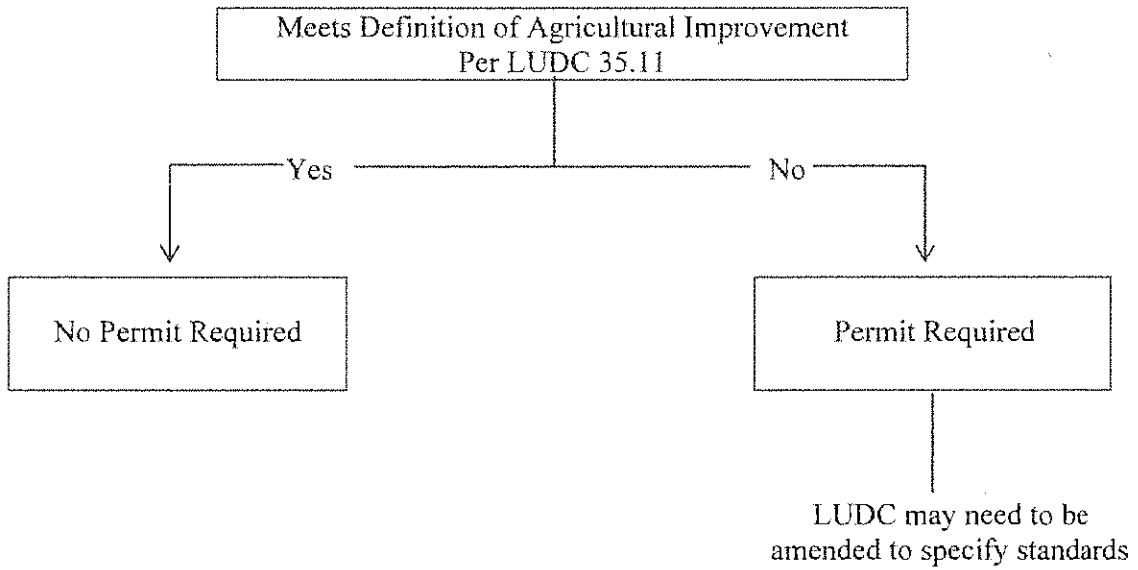 Meets Definition of Agricultural Improvement
Per LUDC 35.11
Yes
No
No Permit Required
Permit Required
LUDC may need to be
amended to specify standards